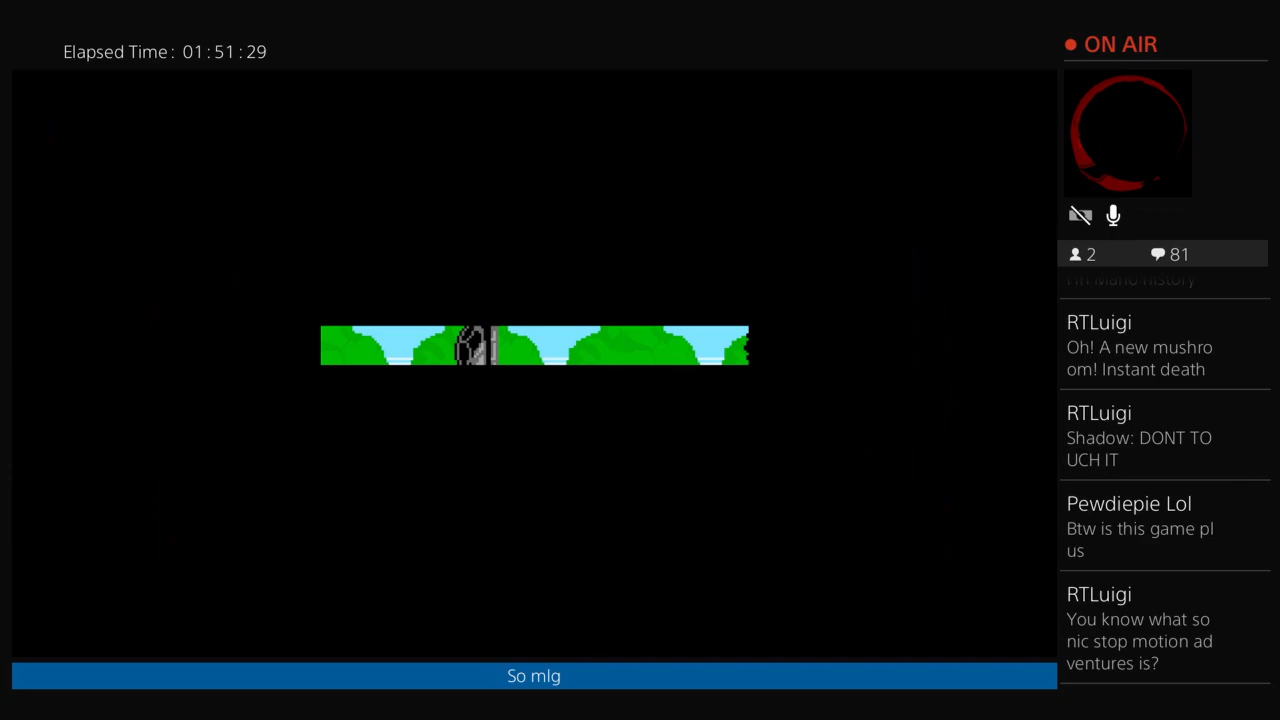 Elapsed Time: 01:51:29
ON AIR
2 81
RTLuigi
Oh! A new mushro
om! Instant death
RTLuigi
Shadow: DONT TO
UCH IT
Pewdiepie Lol
Btw is this game pl
us
RTLuigi
You know what so
nic stop motion ad
ventures is?
So mlg